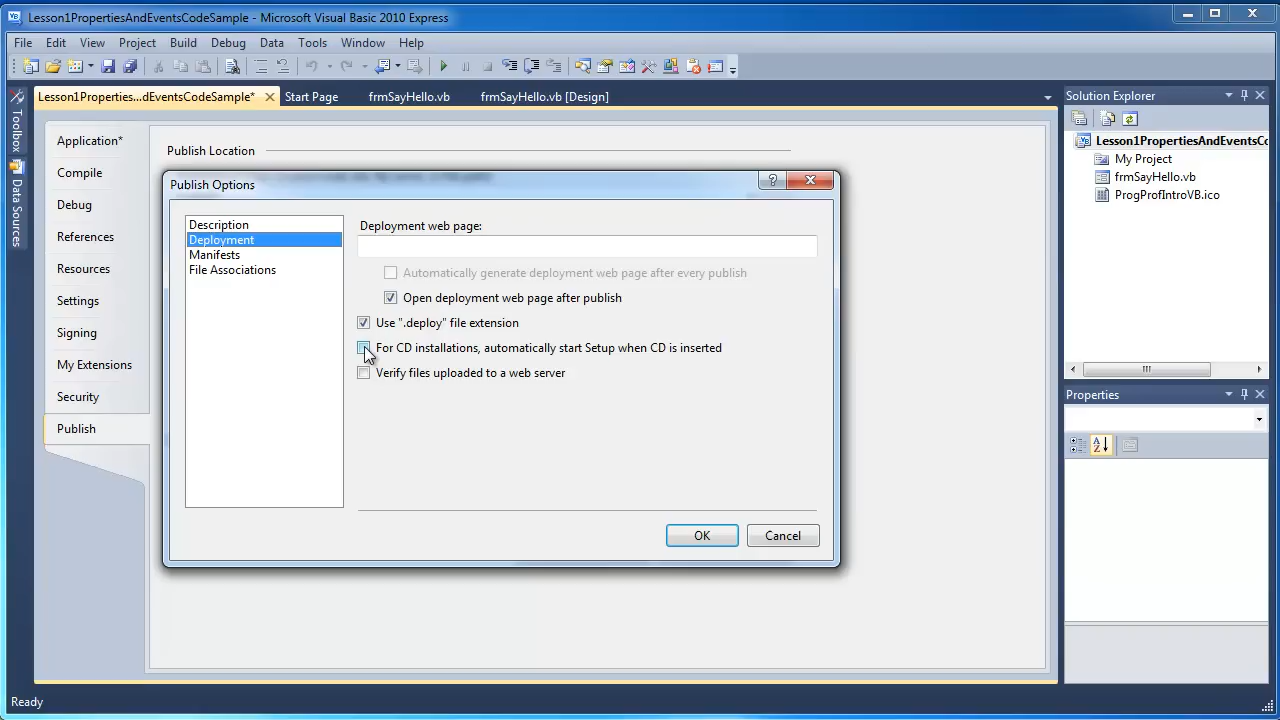 Lesson1PropertiesAndEventsCodeSample - Microsoft Visual Basic 2010 Express
File Edit View Project Build Debug Data Tools Window Help
Lesson1Properties...dEventsCodeSample* Start Page frmSayHello.vb frmSayHello.vb [Design]
Toolbox
Data Sources
Application*
Compile
Debug
References
Resources
Settings
Signing
My Extensions
Security
Publish
Publish Location
Publish Options
Description
Deployment
Manifests
File Associations
Deployment web page:
Automatically generate deployment web page after every publish
Open deployment web page after publish
Use ".deploy" file extension
For CD installations, automatically start Setup when CD is inserted
Verify files uploaded to a web server
OK Cancel
Solution Explorer
Lesson1PropertiesAndEventsCo
My Project
frmSayHello.vb
ProgProfIntroVB.ico
Properties
Ready